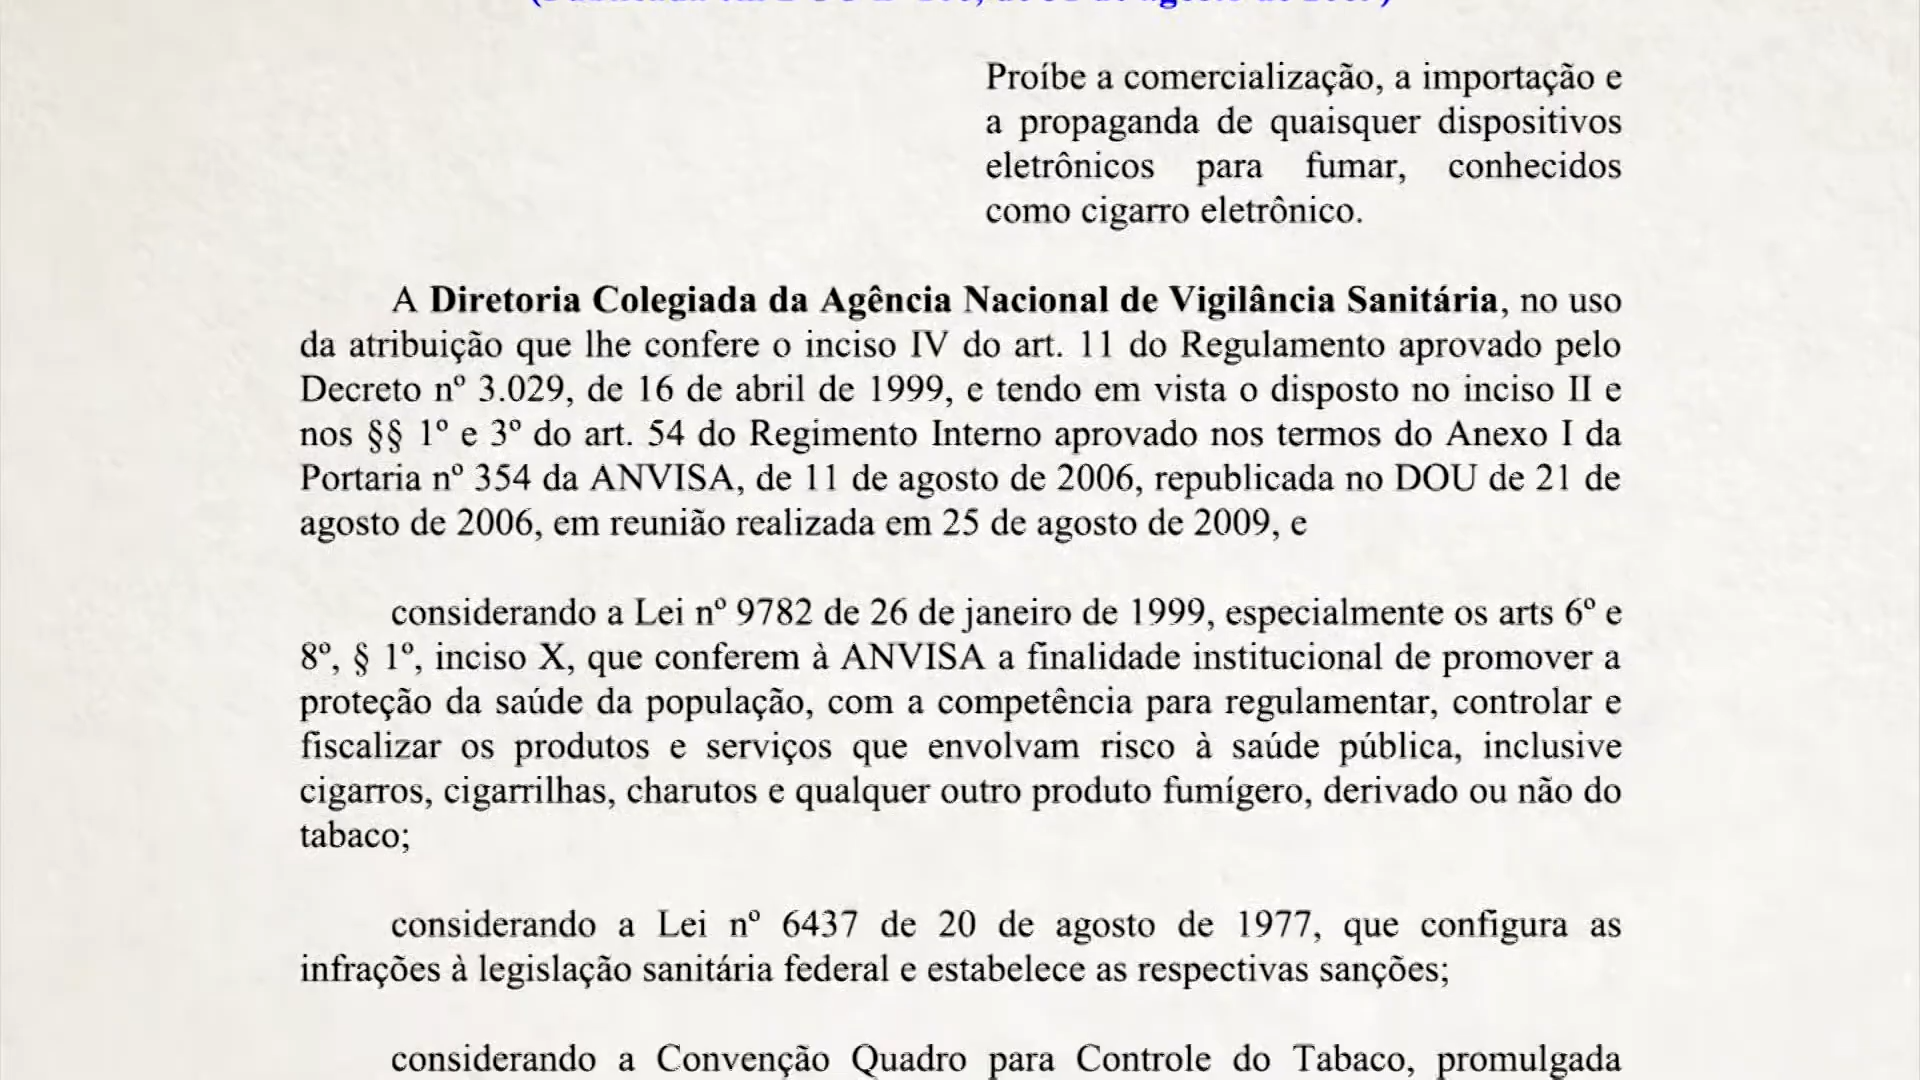 Proíbe a comercialização, a importação e
a propaganda de quaisquer dispositivos
eletrônicos para fumar, conhecidos
como cigarro eletrônico.
A Diretoria Colegiada da Agência Nacional de Vigilância Sanitária, no uso
da atribuição que lhe confere o inciso IV do art. 11 do Regulamento aprovado pelo
Decreto nº 3.029, de 16 de abril de 1999, e tendo em vista o disposto no inciso II e
nos §§ 1º e 3º do art. 54 do Regimento Interno aprovado nos termos do Anexo I da
Portaria nº 354 da ANVISA, de 11 de agosto de 2006, republicada no DOU de 21 de
agosto de 2006, em reunião realizada em 25 de agosto de 2009, e
considerando a Lei nº 9782 de 26 de janeiro de 1999, especialmente os arts 6º e
8º, § 1º, inciso X, que conferem à ANVISA a finalidade institucional de promover a
proteção da saúde da população, com a competência para regulamentar, controlar e
fiscalizar os produtos e serviços que envolvam risco à saúde pública, inclusive
cigarros, cigarrilhas, charutos e qualquer outro produto fumígero, derivado ou não do
tabaco;
considerando a Lei nº 6437 de 20 de agosto de 1977, que configura as
infrações à legislação sanitária federal e estabelece as respectivas sanções;
considerando a Convenção Quadro para Controle do Tabaco, promulgada